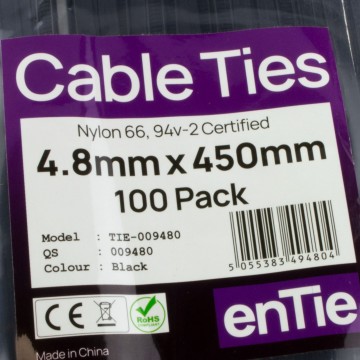 Cable Ties
Nylon 66, 94v-2 Certified
4.8mm x 450mm
100 Pack
Model : TIE-009480
QS : 009480
Colour : Black
5 055383 494804
CE
RoHS
COMPLIANT
enTie
Made in China